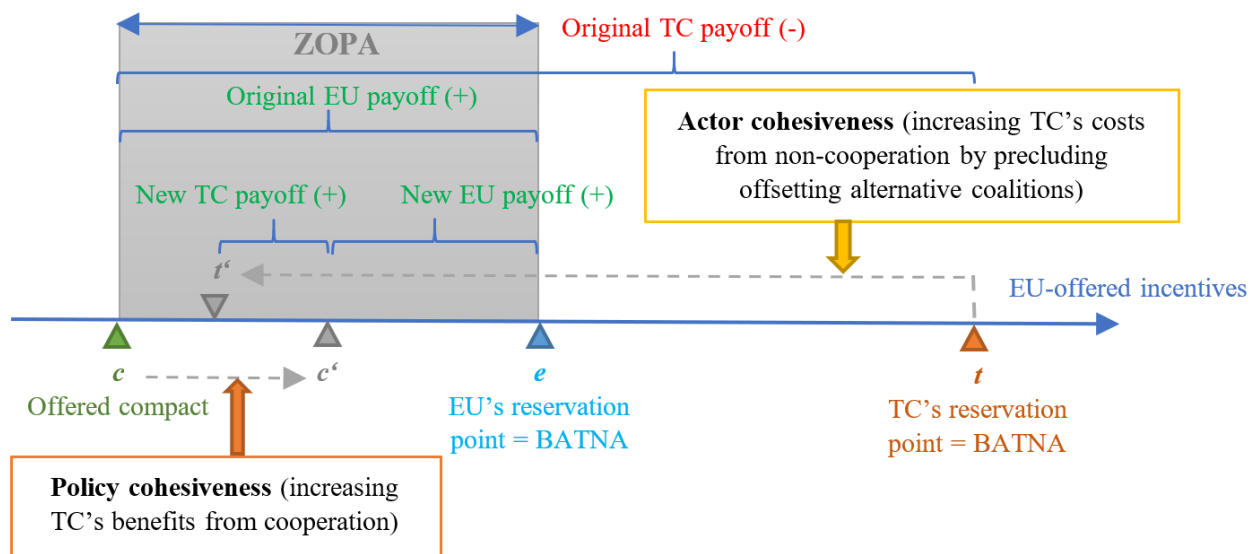 Original TC payoff (-)
ZOPA
Original EU payoff (+)
Actor cohesiveness (increasing TC’s costs
from non-cooperation by precluding
offsetting alternative coalitions)
New TC payoff (+)
New EU payoff (+)
t‘
EU-offered incentives
c
c‘
e
t
Offered compact
EU’s reservation
point = BATNA
TC’s reservation
point = BATNA
Policy cohesiveness (increasing
TC’s benefits from cooperation)